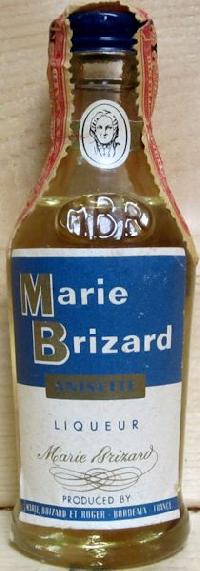 MBR
Marie
Brizard
ANISETTE
LIQUEUR
Marie Brizard
PRODUCED BY
MARIE BRIZARD ET ROGER - BORDEAUX - FRANCE